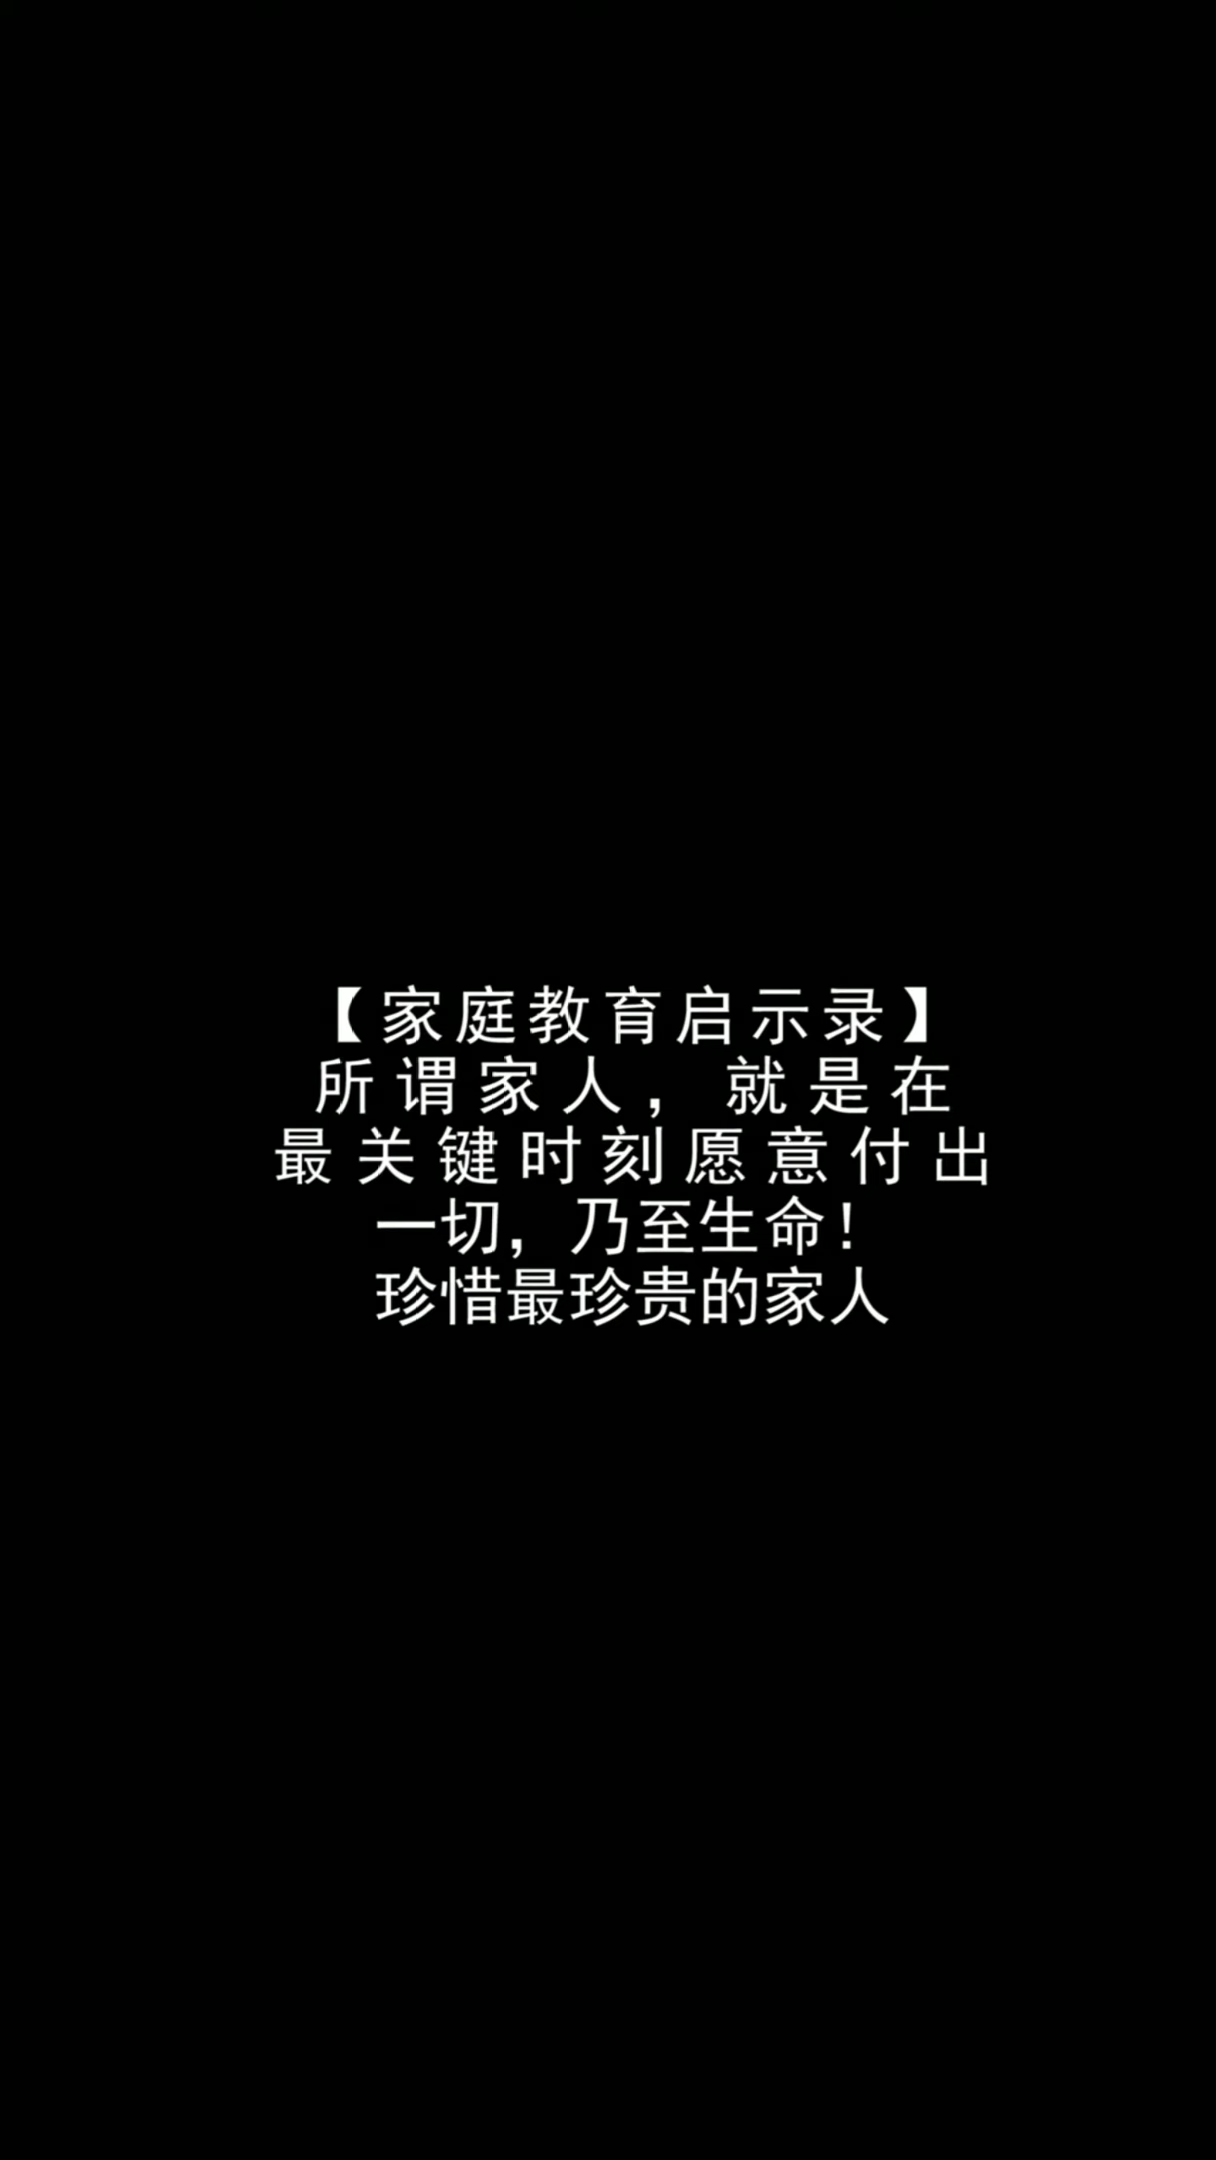 【家庭教育启示录】
所谓家人，就是在
最关键时刻愿意付出
一切，乃至生命！
珍惜最珍贵的家人